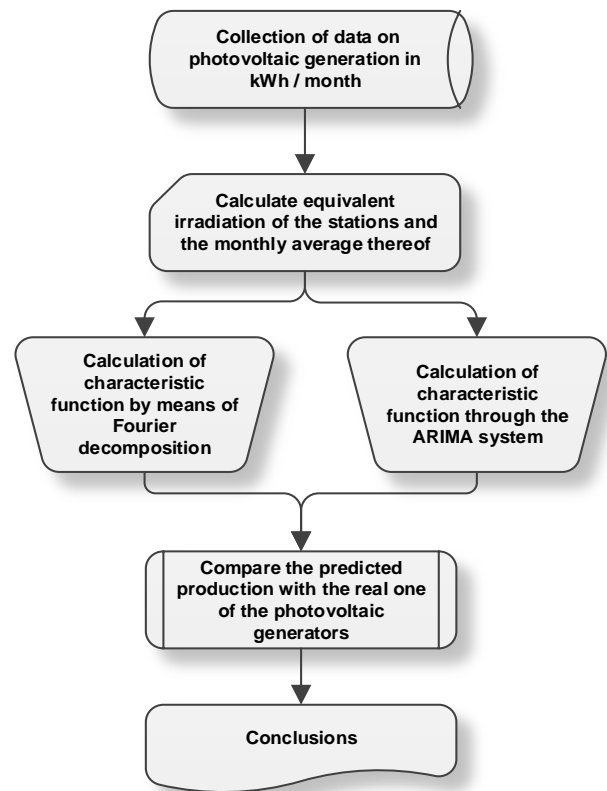 Collection of data on
photovoltaic generation in
kWh / month
Calculate equivalent
irradiation of the stations and
the monthly average thereof
Calculation of
characteristic
function by means of
Fourier
decomposition
Calculation of
characteristic
function through the
ARIMA system
Compare the predicted
production with the real one
of the photovoltaic
generators
Conclusions